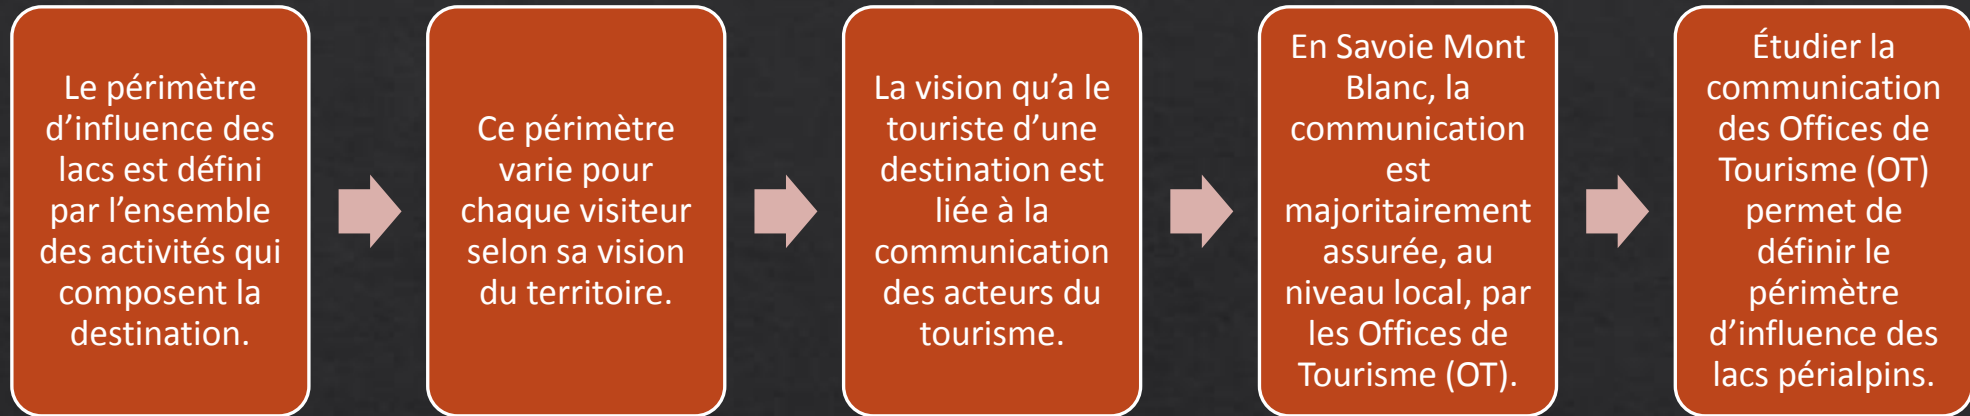 Le périmètre
d’influence des
lacs est défini
par l’ensemble
des activités qui
composent la
destination.
Ce périmètre
varie pour
chaque visiteur
selon sa vision
du territoire.
La vision qu’a le
touriste d’une
destination est
liée à la
communication
des acteurs du
tourisme.
En Savoie Mont
Blanc, la
communication
est
majoritairement
assurée, au
niveau local, par
les Offices de
Tourisme (OT).
Étudier la
communication
des Offices de
Tourisme (OT)
permet de
définir le
périmètre
d’influence des
lacs périalpins.